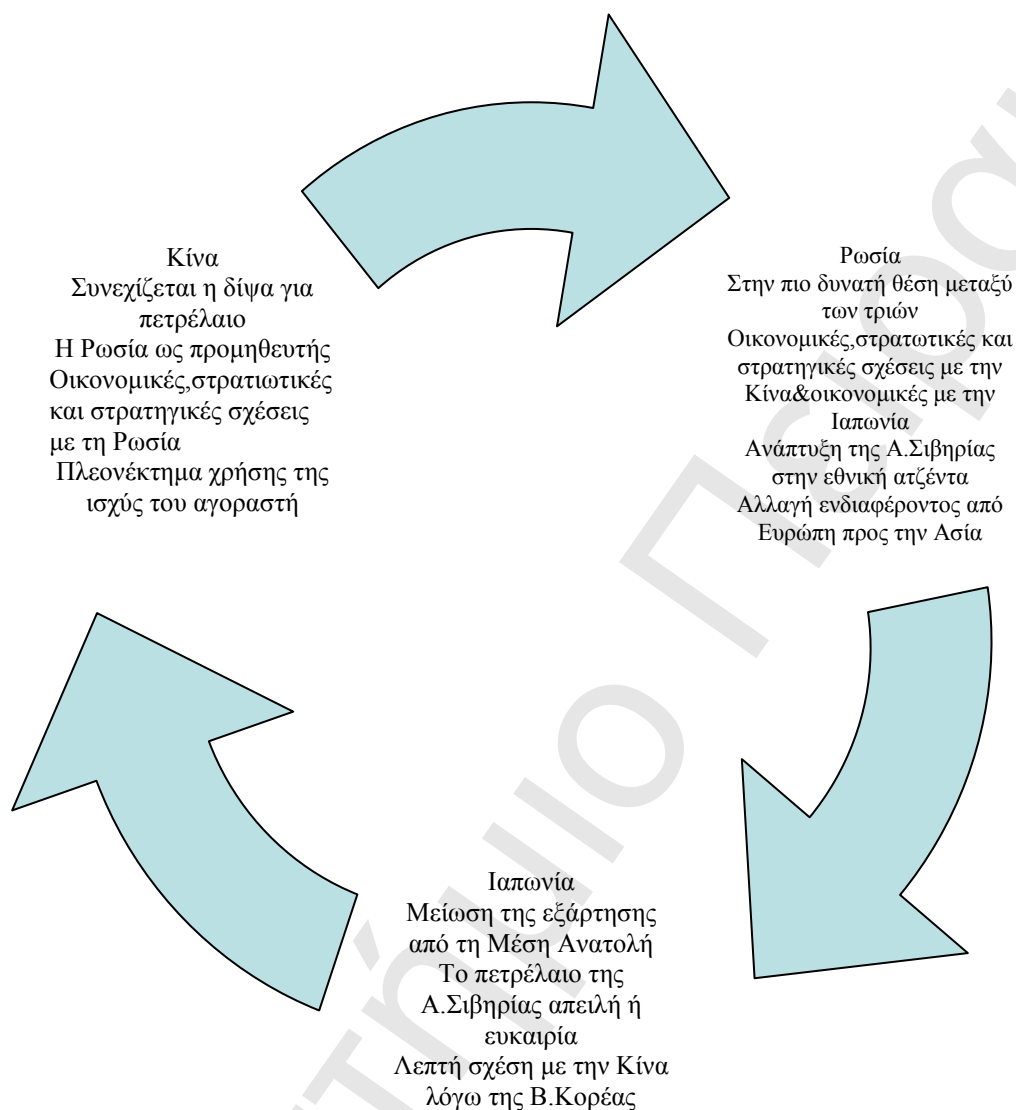 Κίνα
Συνεχίζεται η δίψα για
πετρέλαιο
Η Ρωσία ως προμηθευτής
Οικονομικές,στρατιωτικές
και στρατηγικές σχέσεις
με τη Ρωσία
Πλεονέκτημα χρήσης της
ισχύς του αγοραστή
Ρωσία
Στην πιο δυνατή θέση μεταξύ
των τριών
Οικονομικές,στρατωτικές και
στρατηγικές σχέσεις με την
Κίνα&οικονομικές με την
Ιαπωνία
Ανάπτυξη της Α.Σιβηρίας
στην εθνική ατζέντα
Αλλαγή ενδιαφέροντος από
Ευρώπη προς την Ασία
Ιαπωνία
Μείωση της εξάρτησης
από τη Μέση Ανατολή
Το πετρέλαιο της
Α.Σιβηρίας απειλή ή
ευκαιρία
Λεπτή σχέση με την Κίνα
λόγω της Β.Κορέας